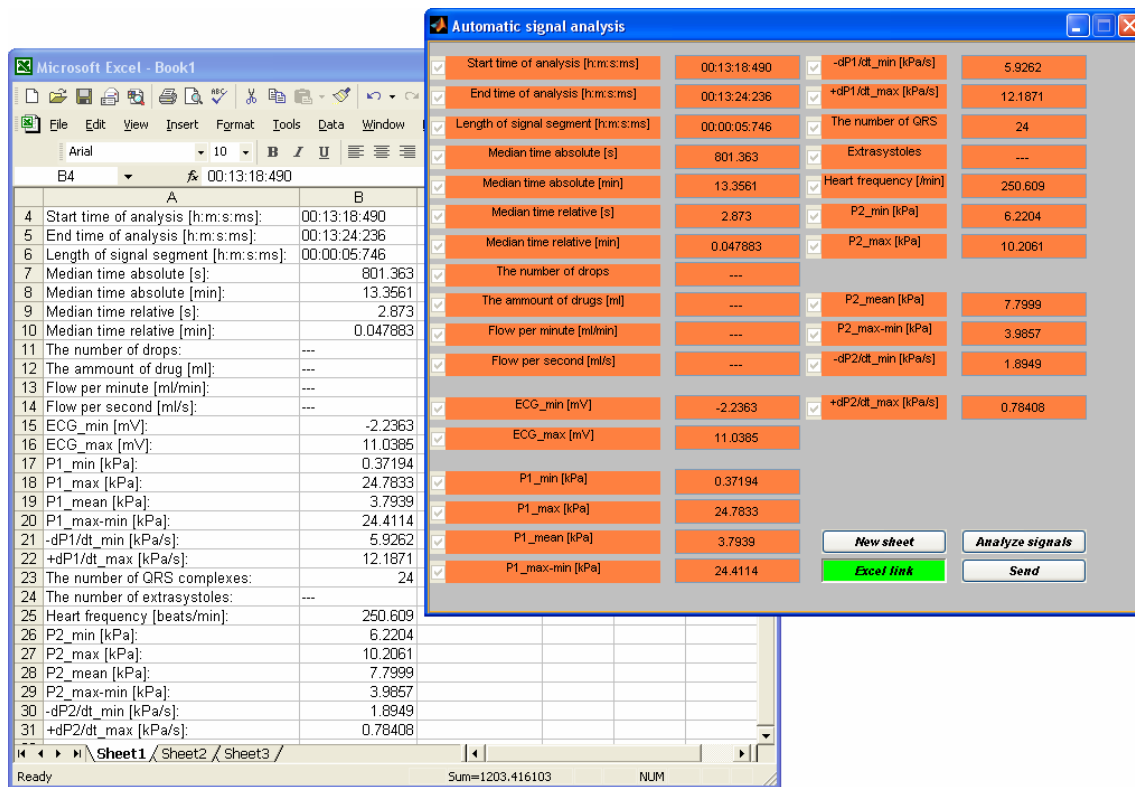 Microsoft Excel - Book1
File Edit View Insert Format Tools Data Window
Arial 10 B I U
B4 fx 00:13:18:490
A B
4 Start time of analysis [h:m:s:ms]: 00:13:18:490
5 End time of analysis [h:m:s:ms]: 00:13:24:236
6 Length of signal segment [h:m:s:ms]: 00:00:05:746
7 Median time absolute [s]: 801.363
8 Median time absolute [min]: 13.3561
9 Median time relative [s]: 2.873
10 Median time relative [min]: 0.047883
11 The number of drops: ---
12 The ammount of drug [ml]: ---
13 Flow per minute [ml/min]: ---
14 Flow per second [ml/s]: ---
15 ECG_min [mV]: -2.2363
16 ECG_max [mV]: 11.0385
17 P1_min [kPa]: 0.37194
18 P1_max [kPa]: 24.7833
19 P1_mean [kPa]: 3.7939
20 P1_max-min [kPa]: 24.4114
21 -dP1/dt_min [kPa/s]: 5.9262
22 +dP1/dt_max [kPa/s]: 12.1871
23 The number of QRS complexes: 24
24 The number of extrasystoles: ---
25 Heart frequency [beats/min]: 250.609
26 P2_min [kPa]: 6.2204
27 P2_max [kPa]: 10.2061
28 P2_mean [kPa]: 7.7999
29 P2_max-min [kPa]: 3.9857
30 -dP2/dt_min [kPa/s]: 1.8949
31 +dP2/dt_max [kPa/s]: 0.78408
Sheet1 Sheet2 Sheet3
Ready Sum=1203.416103 NUM
Automatic signal analysis
Start time of analysis [h:m:s:ms] 00:13:18:490
End time of analysis [h:m:s:ms] 00:13:24:236
Length of signal segment [h:m:s:ms] 00:00:05:746
Median time absolute [s] 801.363
Median time absolute [min] 13.3561
Median time relative [s] 2.873
Median time relative [min] 0.047883
The number of drops ---
The ammount of drugs [ml] ---
Flow per minute [ml/min] ---
Flow per second [ml/s] ---
ECG_min [mV] -2.2363
ECG_max [mV] 11.0385
P1_min [kPa] 0.37194
P1_max [kPa] 24.7833
P1_mean [kPa] 3.7939
P1_max-min [kPa] 24.4114
-dP1/dt_min [kPa/s] 5.9262
+dP1/dt_max [kPa/s] 12.1871
The number of QRS 24
Extrasystoles ---
Heart frequency [/min] 250.609
P2_min [kPa] 6.2204
P2_max [kPa] 10.2061
P2_mean [kPa] 7.7999
P2_max-min [kPa] 3.9857
-dP2/dt_min [kPa/s] 1.8949
+dP2/dt_max [kPa/s] 0.78408
New sheet Analyze signals
Excel link Send